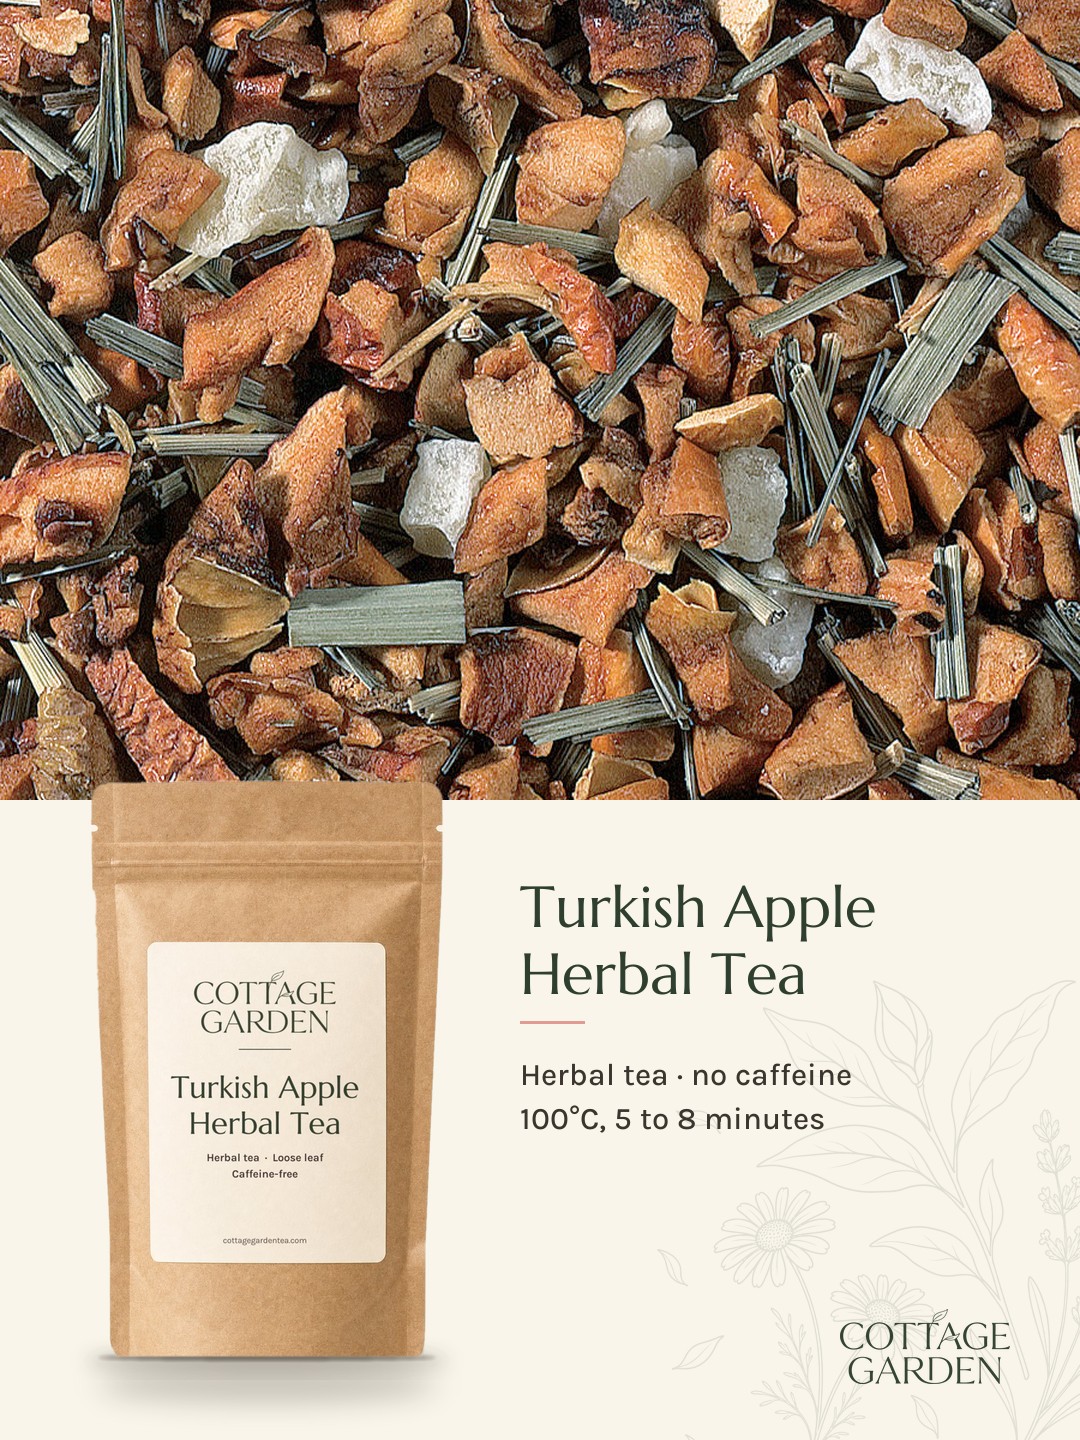 COTTAGE
GARDEN
Turkish Apple
Herbal Tea
Herbal tea · Loose leaf
Caffeine-free
cottagegardentea.com
Turkish Apple
Herbal Tea
Herbal tea · no caffeine
100°C, 5 to 8 minutes
COTTAGE
GARDEN